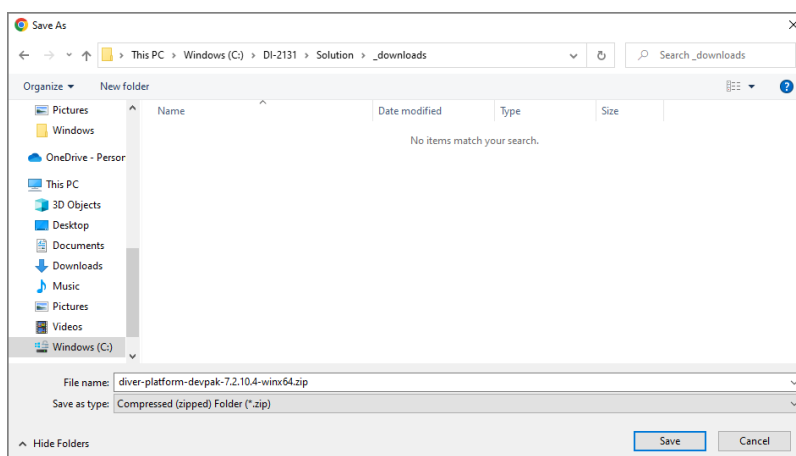 Save As
This PC > Windows (C:) > DI-2131 > Solution > _downloads
Search _downloads
Organize
New folder
Name
Date modified
Type
Size
No items match your search.
Pictures
Windows
OneDrive - Person
This PC
3D Objects
Desktop
Documents
Downloads
Music
Pictures
Videos
Windows (C:)
File name: diver-platform-devpak-7.2.10.4-winx64.zip
Save as type: Compressed (zipped) Folder (*.zip)
Hide Folders
Save
Cancel